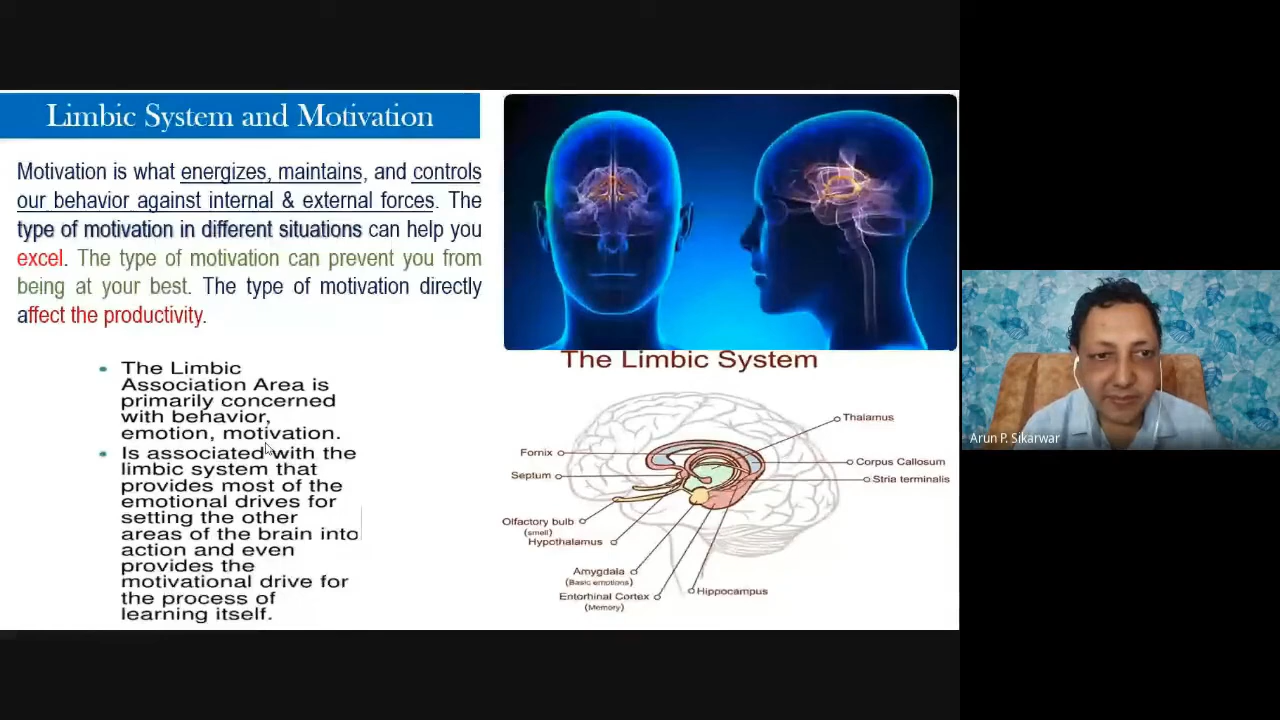 Limbic System and Motivation
Motivation is what energizes, maintains, and controls
our behavior against internal & external forces. The
type of motivation in different situations can help you
excel. The type of motivation can prevent you from
being at your best. The type of motivation directly
affect the productivity.
• The Limbic
Association Area is
primarily concerned
with behavior,
emotion, motivation.
• Is associated with the
limbic system that
provides most of the
emotional drives for
setting the other
areas of the brain into
action and even
provides the
motivational drive for
the process of
learning itself.
The Limbic System
Thalamus
Fornix
Corpus Callosum
Septum
Stria terminalis
Olfactory bulb
(smell)
Hypothalamus
Amygdala
(Basic emotions)
Entorhinal Cortex
(Memory)
Hippocampus
Arun P. Sikarwar